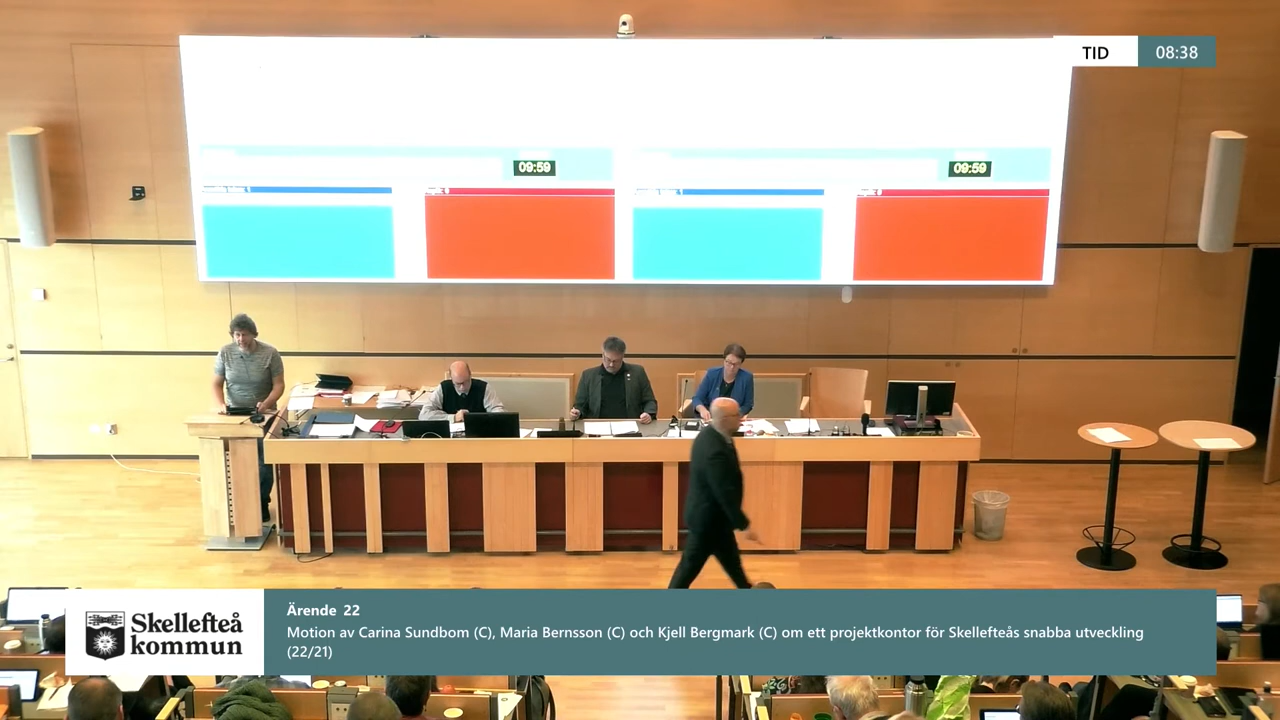 TID 08:38
09:59 09:59
Skellefteå
kommun
Ärende 22
Motion av Carina Sundbom (C), Maria Bernsson (C) och Kjell Bergmark (C) om ett projektkontor för Skellefteås snabba utveckling
(22/21)